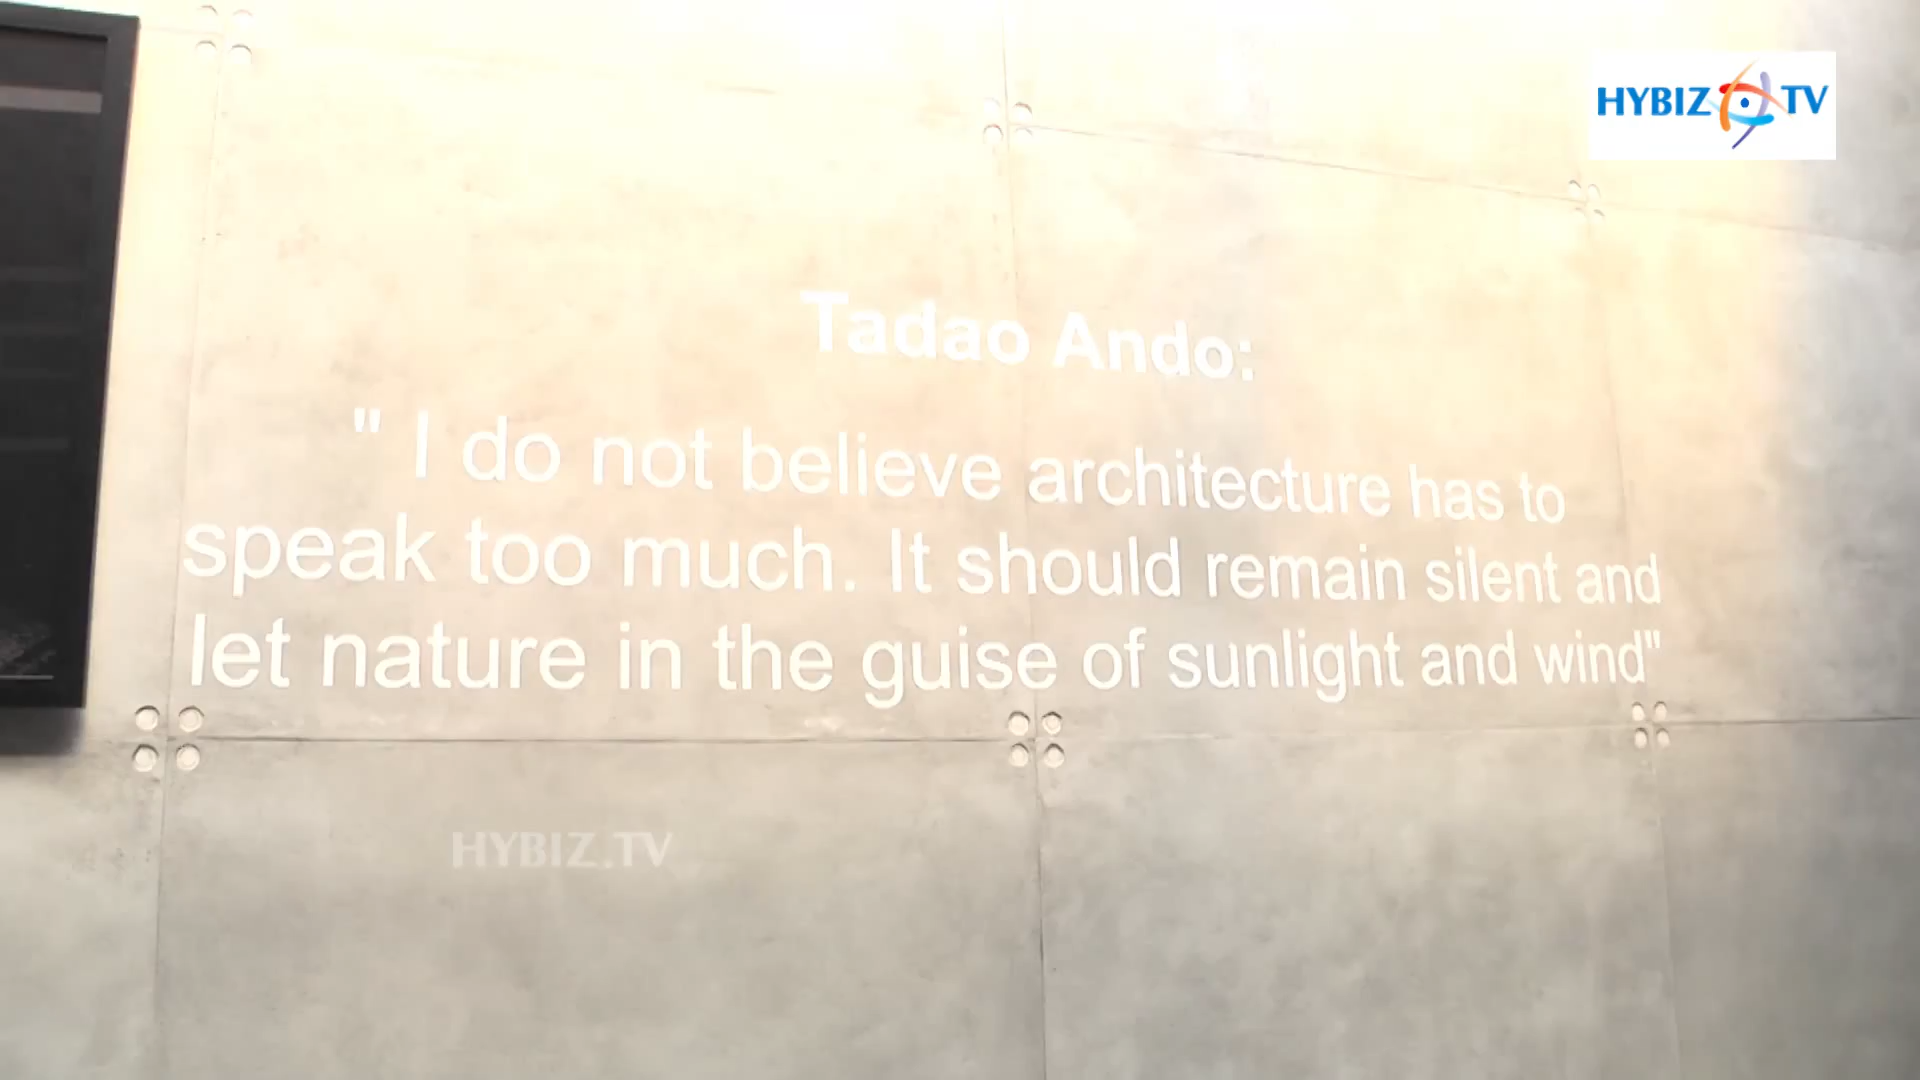 HYBIZ TV
Tadao Ando:
" I do not believe architecture has to
speak too much. It should remain silent and
let nature in the guise of sunlight and wind"
HYBIZ.TV